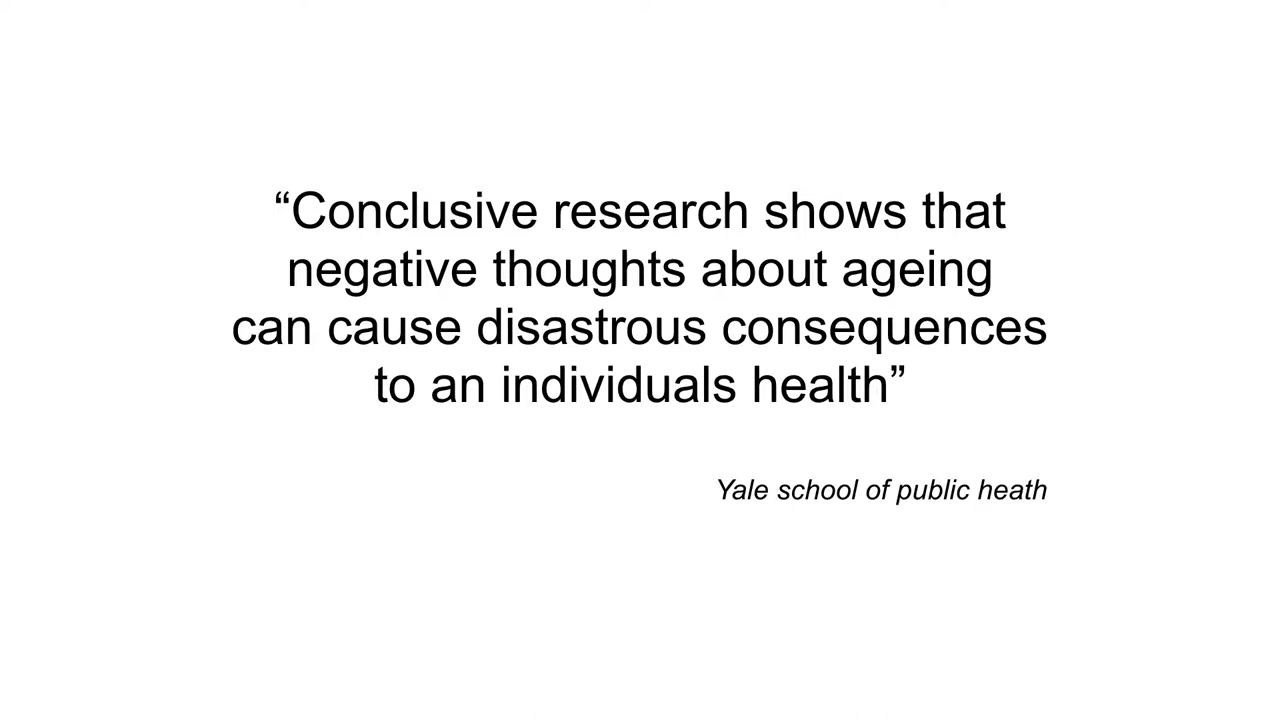 “Conclusive research shows that
negative thoughts about ageing
can cause disastrous consequences
to an individuals health”
Yale school of public heath